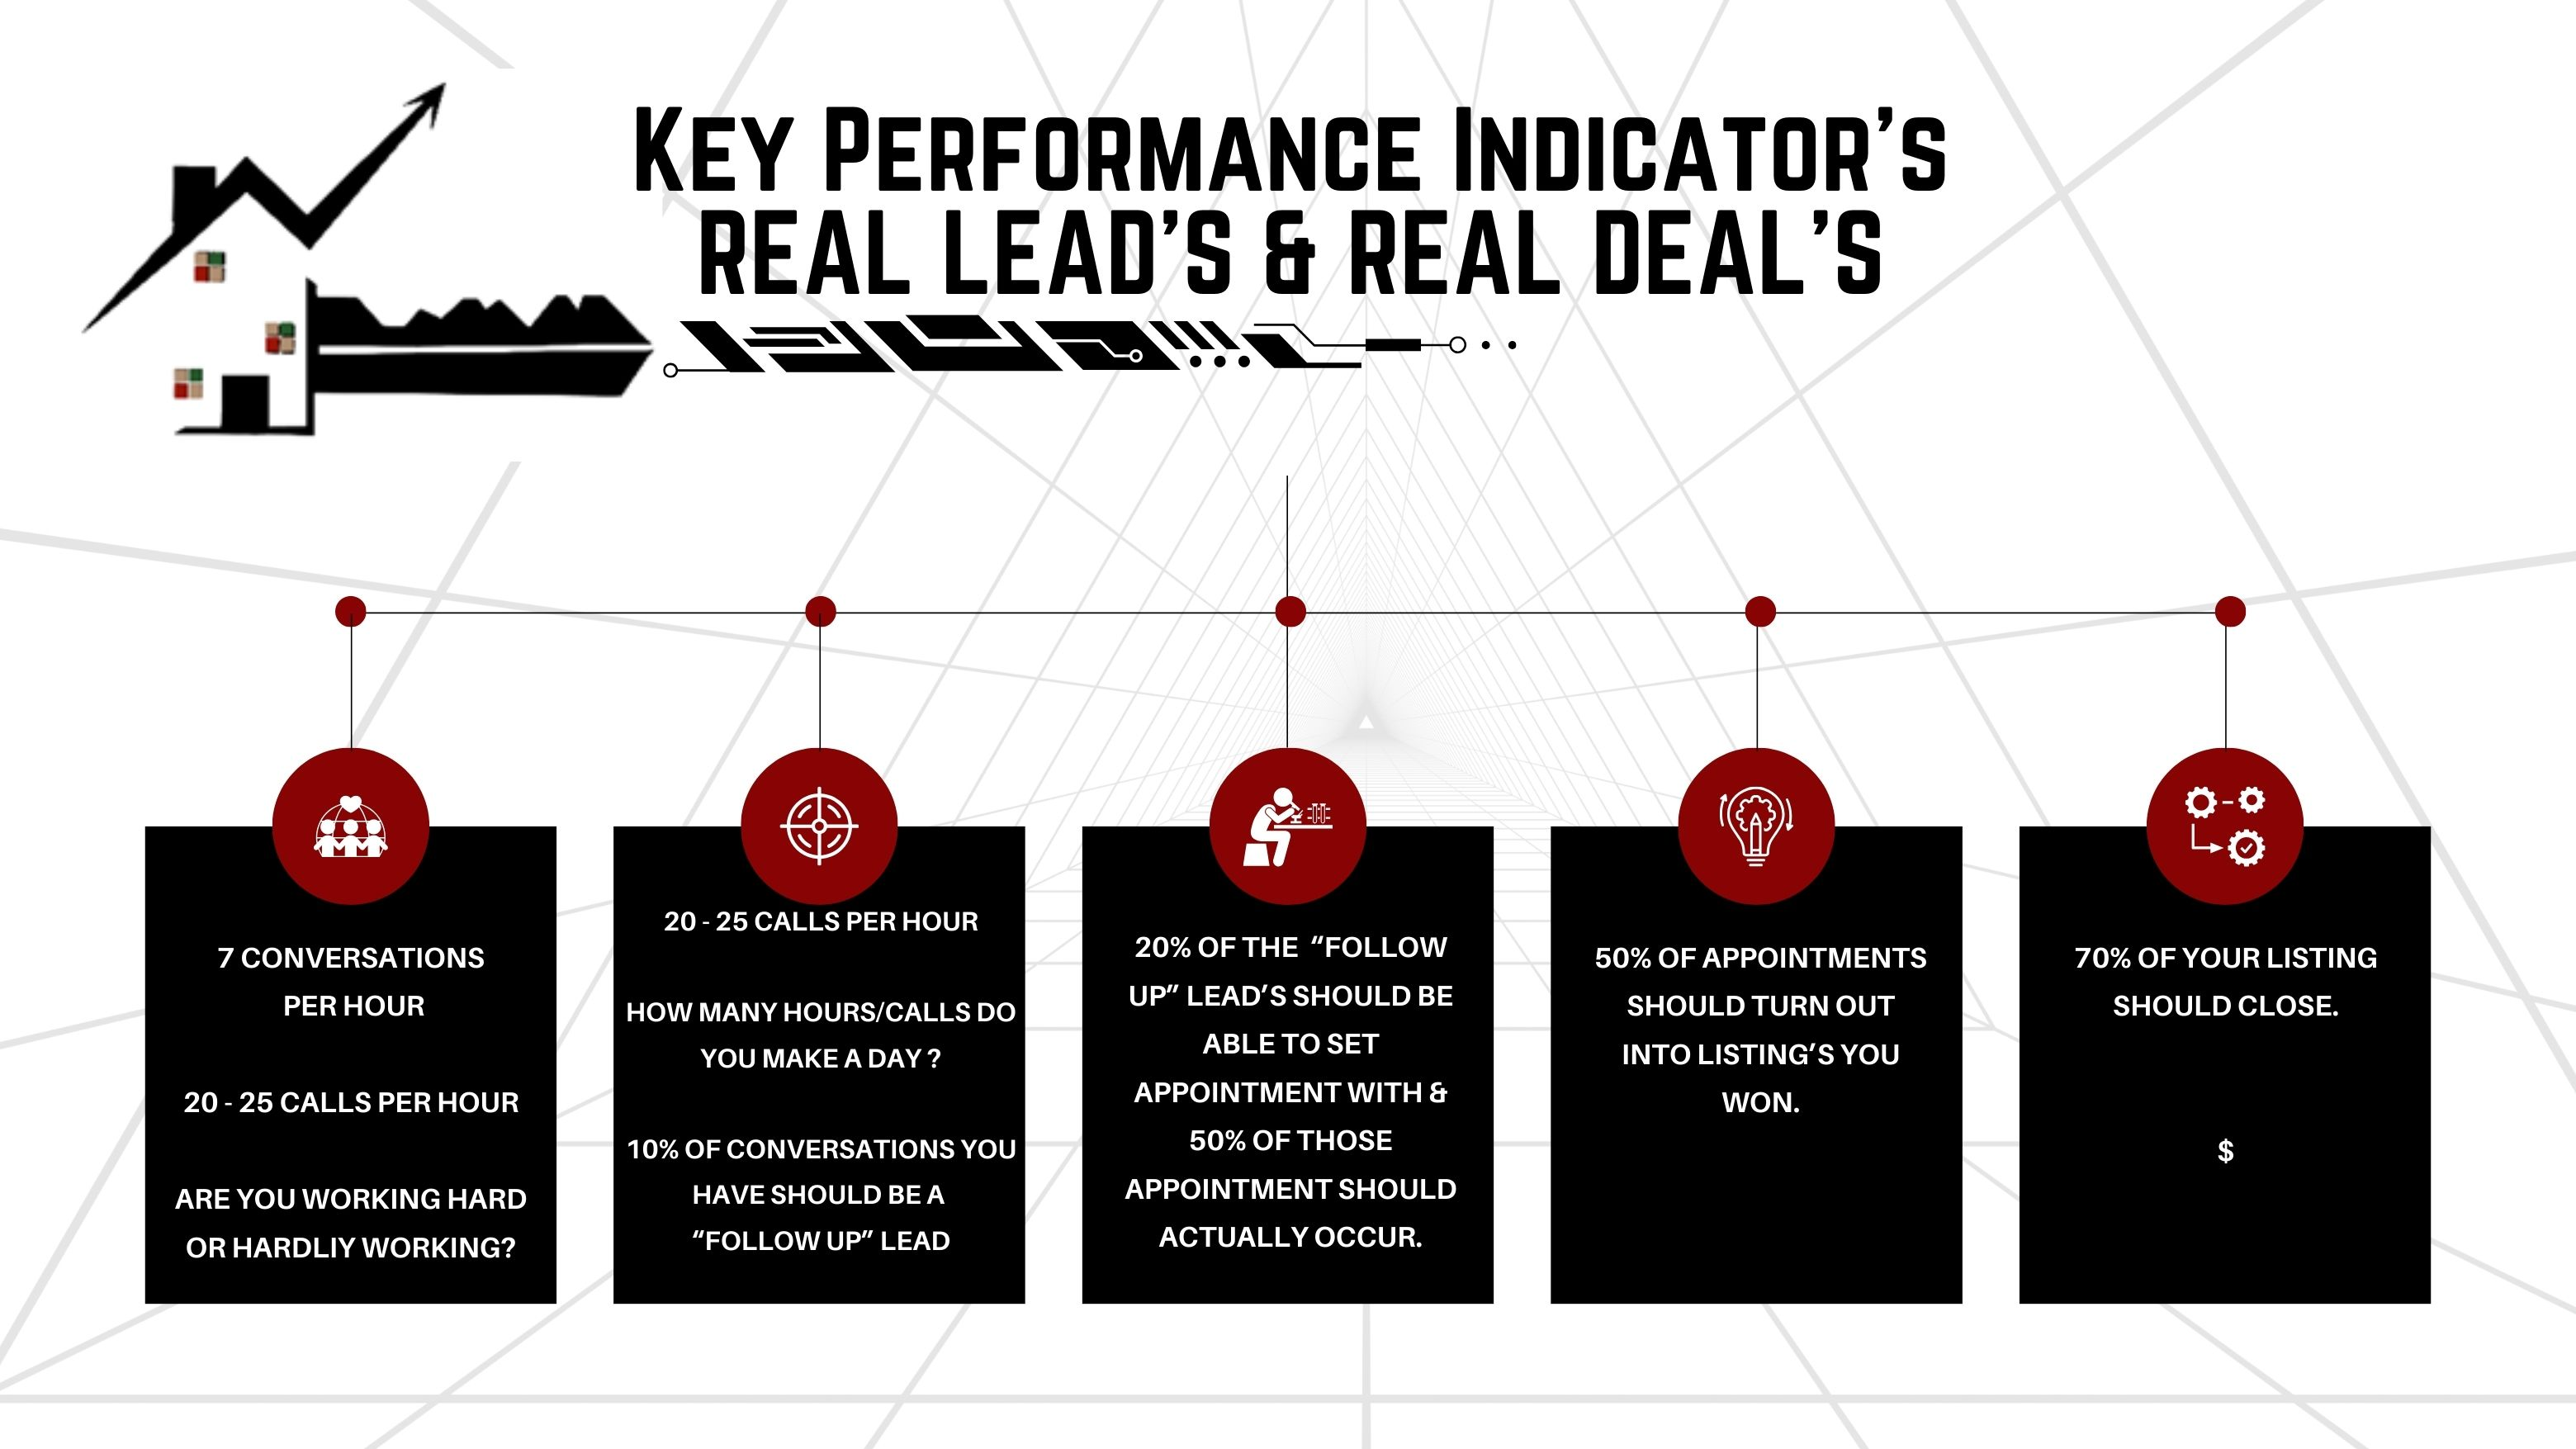 Key Performance Indicator's
REAL LEAD'S & REAL DEAL'S
7 CONVERSATIONS
PER HOUR
20 - 25 CALLS PER HOUR
ARE YOU WORKING HARD
OR HARDLIY WORKING?
20 - 25 CALLS PER HOUR
HOW MANY HOURS/CALLS DO
YOU MAKE A DAY ?
10% OF CONVERSATIONS YOU
HAVE SHOULD BE A
“FOLLOW UP” LEAD
20% OF THE “FOLLOW
UP” LEAD’S SHOULD BE
ABLE TO SET
APPOINTMENT WITH &
50% OF THOSE
APPOINTMENT SHOULD
ACTUALLY OCCUR.
50% OF APPOINTMENTS
SHOULD TURN OUT
INTO LISTING’S YOU
WON.
70% OF YOUR LISTING
SHOULD CLOSE.
$